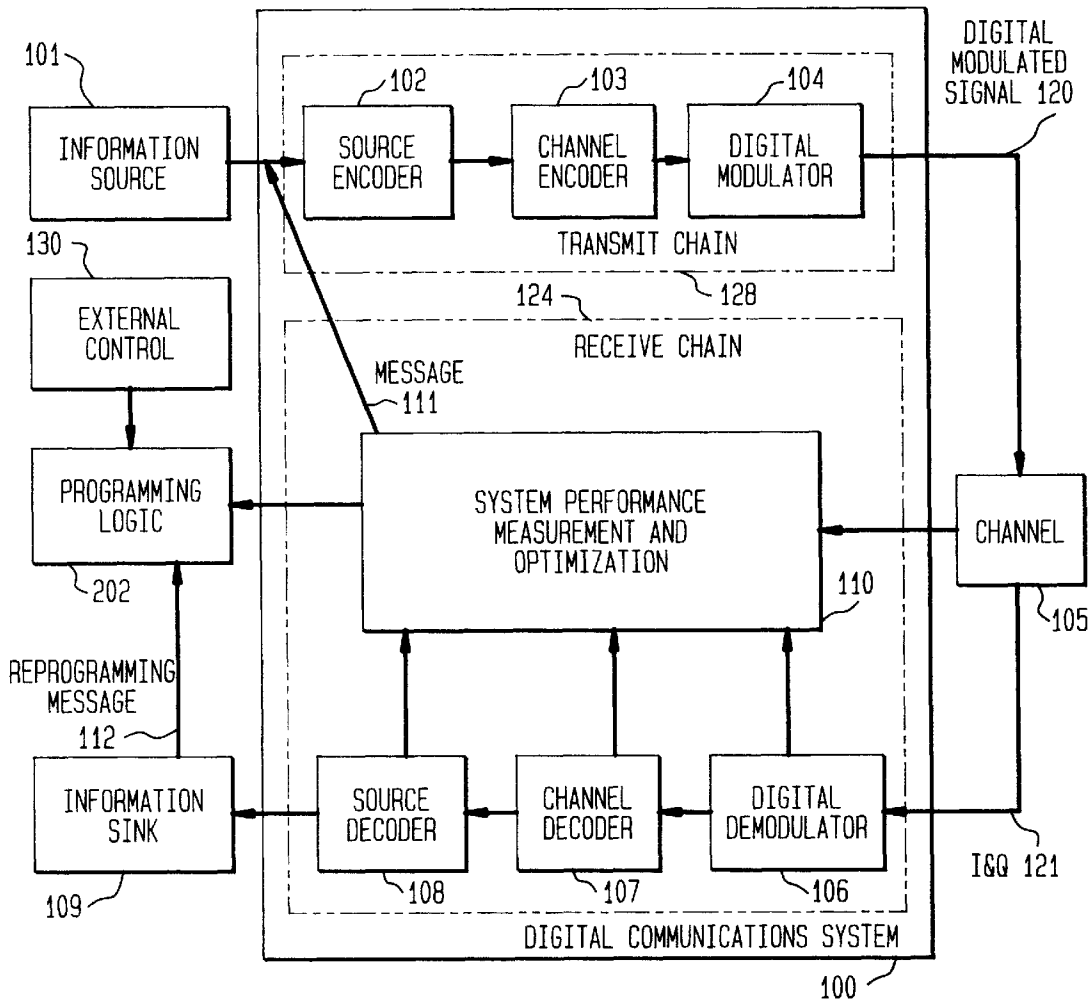 DIGITAL
MODULATED
SIGNAL 120
101
102
103
104
INFORMATION
SOURCE
SOURCE
ENCODER
CHANNEL
ENCODER
DIGITAL
MODULATOR
TRANSMIT CHAIN
128
130
EXTERNAL
CONTROL
124
RECEIVE CHAIN
MESSAGE
111
PROGRAMMING
LOGIC
202
SYSTEM PERFORMANCE
MEASUREMENT AND
OPTIMIZATION
110
CHANNEL
105
REPROGRAMMING
MESSAGE
112
INFORMATION
SINK
109
SOURCE
DECODER
108
CHANNEL
DECODER
107
DIGITAL
DEMODULATOR
106
I&Q 121
DIGITAL COMMUNICATIONS SYSTEM
100